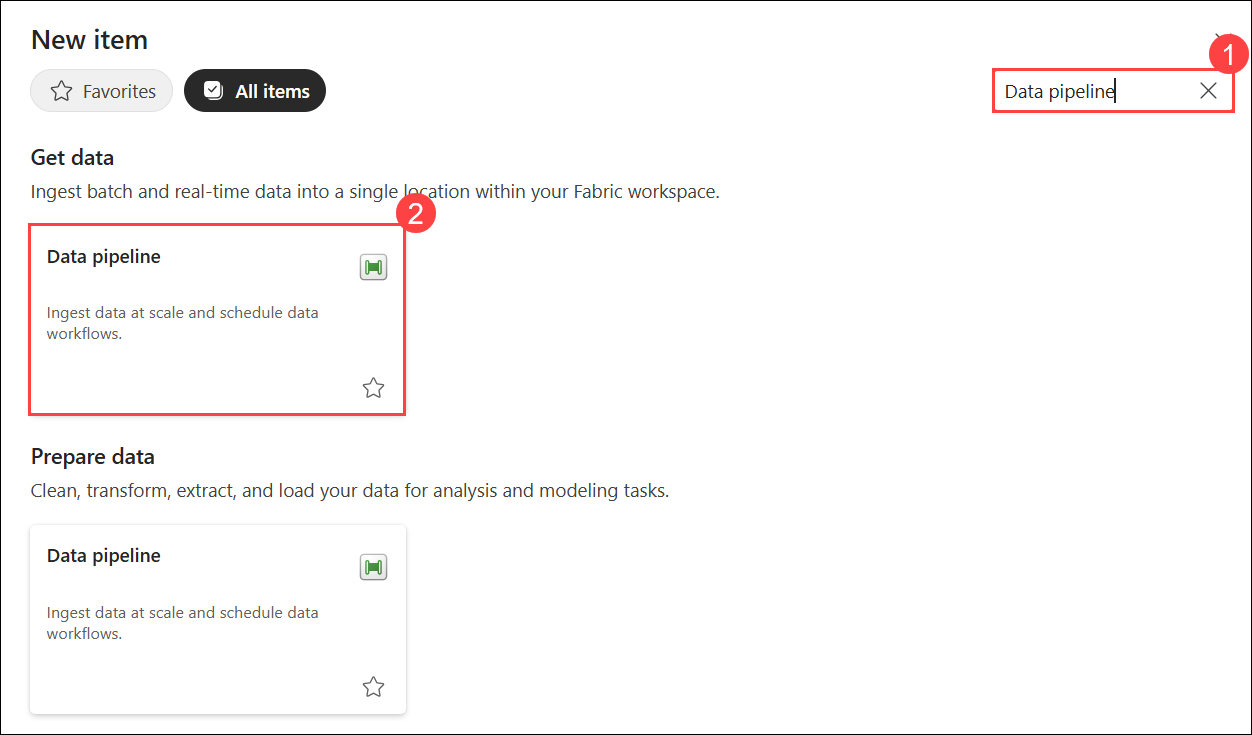 New item
1
Favorites
All items
Data pipeline
Get data
Ingest batch and real-time data into a single location within your Fabric workspace.
2
Data pipeline
Ingest data at scale and schedule data
workflows.
Prepare data
Clean, transform, extract, and load your data for analysis and modeling tasks.
Data pipeline
Ingest data at scale and schedule data
workflows.